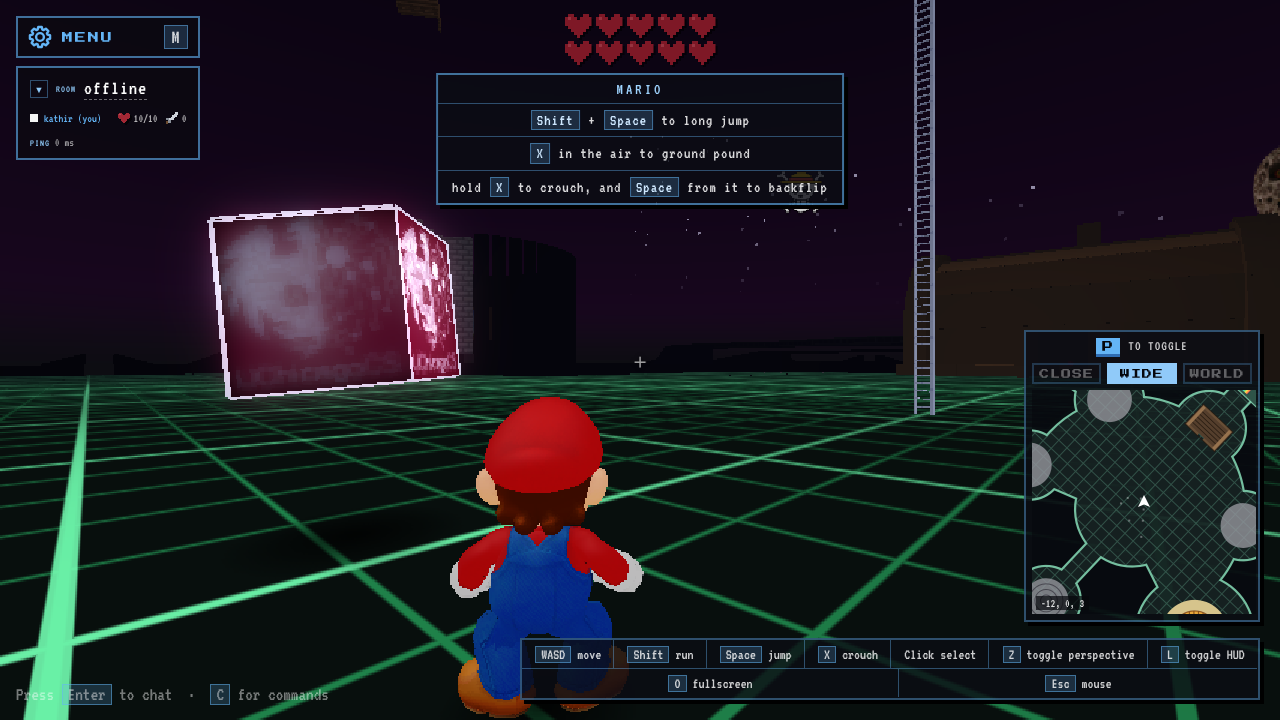 MENU M
ROOM offline
kathir (you) 10/10 0
PING 0 ms
MARIO
Shift + Space to long jump
X in the air to ground pound
hold X to crouch, and Space from it to backflip
P TO TOGGLE
CLOSE WIDE WORLD
-12, 0, 3
WASD move Shift run Space jump X crouch Click select Z toggle perspective L toggle HUD
O fullscreen Esc mouse
Press Enter to chat · C for commands